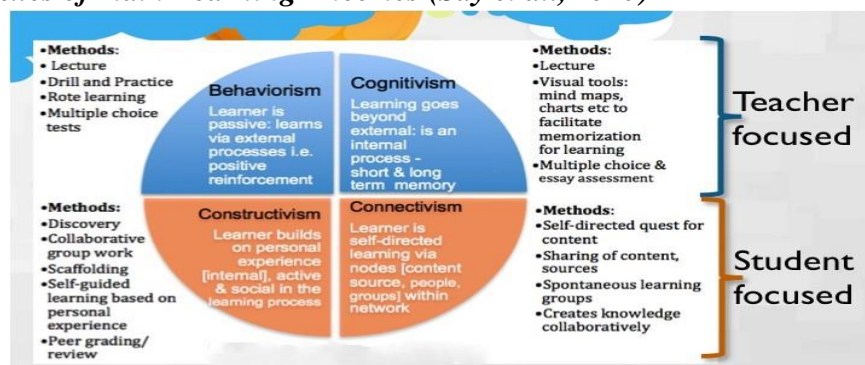 •Methods:
• Lecture
•Drill and Practice
•Rote learning
•Multiple choice
tests
Behaviorism
Learner is
passive: learns
via external
processes i.e.
positive
reinforcement
Cognitivism
Learning goes
beyond
external: is an
internal
process -
short & long
term memory
•Methods:
•Lecture
•Visual tools:
mind maps,
charts etc to
facilitate
memorization
for learning
•Multiple choice &
essay assessment
Teacher
focused
•Methods:
•Discovery
•Collaborative
group work
•Scaffolding
•Self-guided
learning based on
personal
experience
•Peer grading/
review
Constructivism
Learner builds
on personal
experience
[internal], active
& social in the
learning process
Connectivism
Learner is
self-directed
learning via
nodes [content
source, people,
groups] within
network
•Methods:
•Self-directed quest for
content
•Sharing of content,
sources
•Spontaneous learning
groups
•Creates knowledge
collaboratively
Student
focused